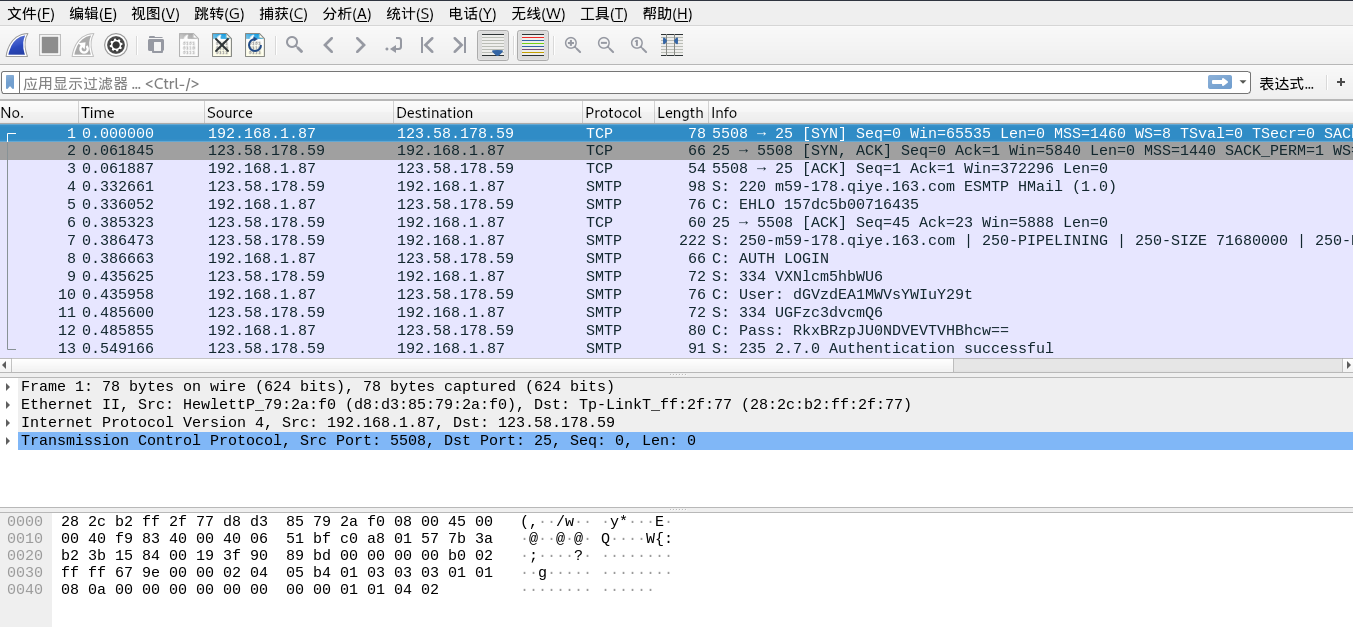 文件(F) 编辑(E) 视图(V) 跳转(G) 捕获(C) 分析(A) 统计(S) 电话(Y) 无线(W) 工具(T) 帮助(H)
应用显示过滤器 … <Ctrl-/> 表达式… +
No. Time Source Destination Protocol Length Info
1 0.000000 192.168.1.87 123.58.178.59 TCP 78 5508 → 25 [SYN] Seq=0 Win=65535 Len=0 MSS=1460 WS=8 TSval=0 TSecr=0 SACK
2 0.061845 123.58.178.59 192.168.1.87 TCP 66 25 → 5508 [SYN, ACK] Seq=0 Ack=1 Win=5840 Len=0 MSS=1440 SACK_PERM=1 WS=
3 0.061887 192.168.1.87 123.58.178.59 TCP 54 5508 → 25 [ACK] Seq=1 Ack=1 Win=372296 Len=0
4 0.332661 123.58.178.59 192.168.1.87 SMTP 98 S: 220 m59-178.qiye.163.com ESMTP HMail (1.0)
5 0.336052 192.168.1.87 123.58.178.59 SMTP 76 C: EHLO 157dc5b00716435
6 0.385323 123.58.178.59 192.168.1.87 TCP 60 25 → 5508 [ACK] Seq=45 Ack=23 Win=5888 Len=0
7 0.386473 123.58.178.59 192.168.1.87 SMTP 222 S: 250-m59-178.qiye.163.com | 250-PIPELINING | 250-SIZE 71680000 | 250-
8 0.386663 192.168.1.87 123.58.178.59 SMTP 66 C: AUTH LOGIN
9 0.435625 123.58.178.59 192.168.1.87 SMTP 72 S: 334 VXNlcm5hbWU6
10 0.435958 192.168.1.87 123.58.178.59 SMTP 76 C: User: dGVzdEA1MWVsYWIuY29t
11 0.485600 123.58.178.59 192.168.1.87 SMTP 72 S: 334 UGFzc3dvcmQ6
12 0.485855 192.168.1.87 123.58.178.59 SMTP 80 C: Pass: RkxBRzpJU0NDVEVTVHBhcw==
13 0.549166 123.58.178.59 192.168.1.87 SMTP 91 S: 235 2.7.0 Authentication successful
Frame 1: 78 bytes on wire (624 bits), 78 bytes captured (624 bits)
Ethernet II, Src: HewlettP_79:2a:f0 (d8:d3:85:79:2a:f0), Dst: Tp-LinkT_ff:2f:77 (28:2c:b2:ff:2f:77)
Internet Protocol Version 4, Src: 192.168.1.87, Dst: 123.58.178.59
Transmission Control Protocol, Src Port: 5508, Dst Port: 25, Seq: 0, Len: 0
0000 28 2c b2 ff 2f 77 d8 d3 85 79 2a f0 08 00 45 00 (,··/w·· ·y*···E·
0010 00 40 f9 83 40 00 40 06 51 bf c0 a8 01 57 7b 3a ·@··@·@· Q····W{:
0020 b2 3b 15 84 00 19 3f 90 89 bd 00 00 00 00 b0 02 ·;····?· ········
0030 ff ff 67 9e 00 00 02 04 05 b4 01 03 03 03 01 01 ··g····· ········
0040 08 0a 00 00 00 00 00 00 00 00 01 01 04 02 ········ ······